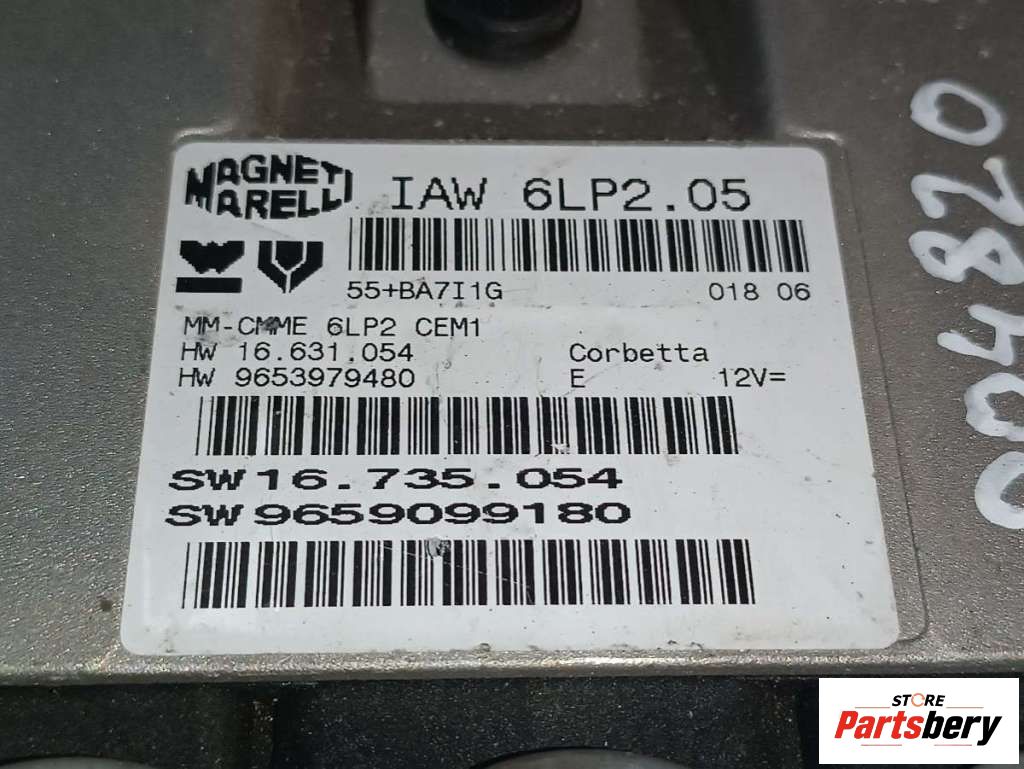 MAGNETI MARELLI
IAW 6LP2.05
55+BA7I1G 018 06
MM-CMME 6LP2 CEM1
HW 16.631.054 Corbetta
HW 9653979480 E 12V=
SW 16.735.054
SW 9659099180
004820
STORE
Partsbery